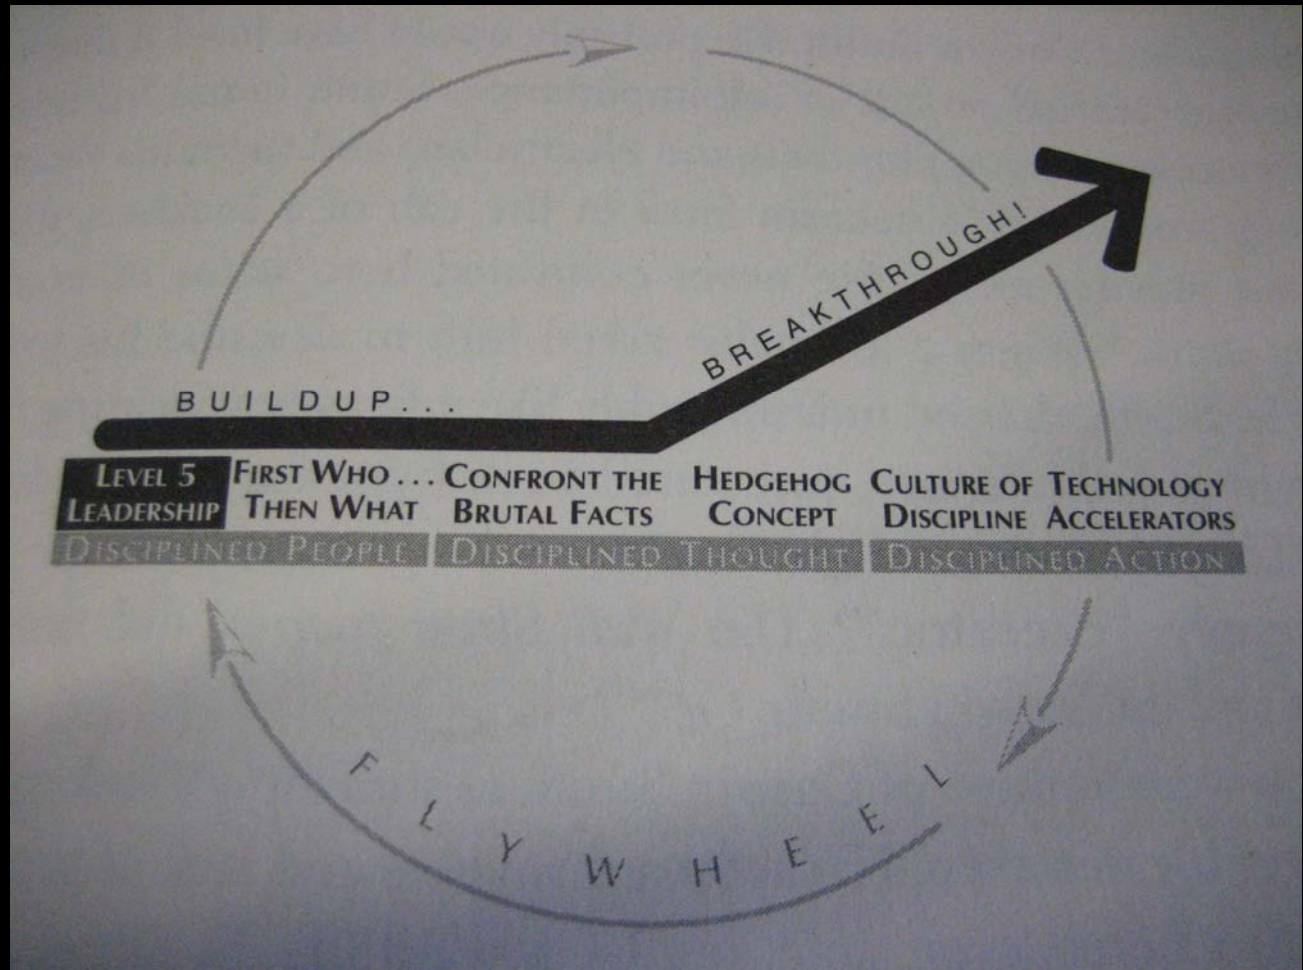 BUILDUP...
BREAKTHROUGH!
LEVEL 5
LEADERSHIP
FIRST WHO...
THEN WHAT
CONFRONT THE
BRUTAL FACTS
HEDGEHOG
CONCEPT
CULTURE OF
DISCIPLINE
TECHNOLOGY
ACCELERATORS
DISCIPLINED PEOPLE
DISCIPLINED THOUGHT
DISCIPLINED ACTION
FLYWHEEL